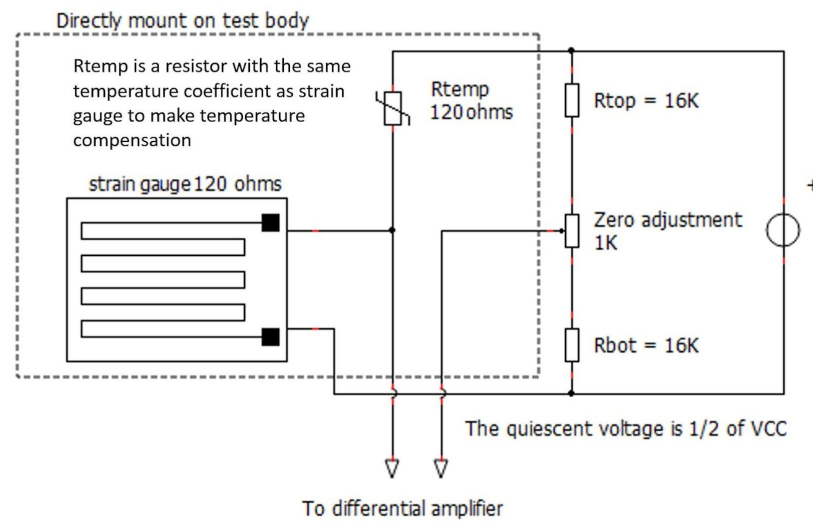 Directly mount on test body
Rtemp is a resistor with the same
temperature coefficient as strain
gauge to make temperature
compensation
Rtemp
120 ohms
Rtop = 16K
strain gauge 120 ohms
+
Zero adjustment
1K
Rbot = 16K
The quiescent voltage is 1/2 of VCC
To differential amplifier